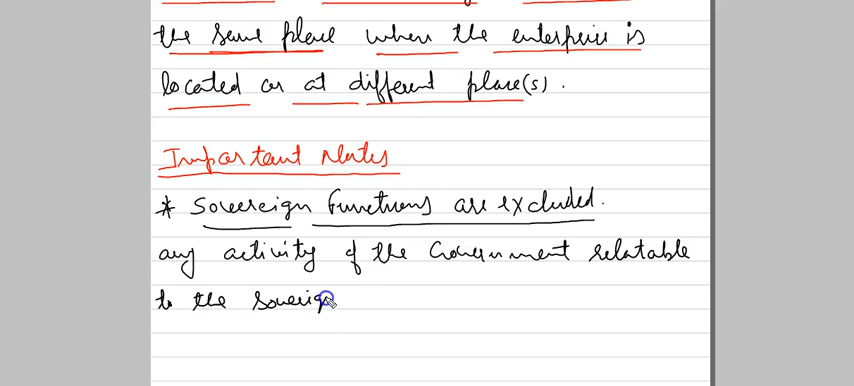 the same place where the enterprise is
located or at different place(s).
Important Notes
* Sovereign functions are excluded.
any activity of the Government relatable
to the Soverig